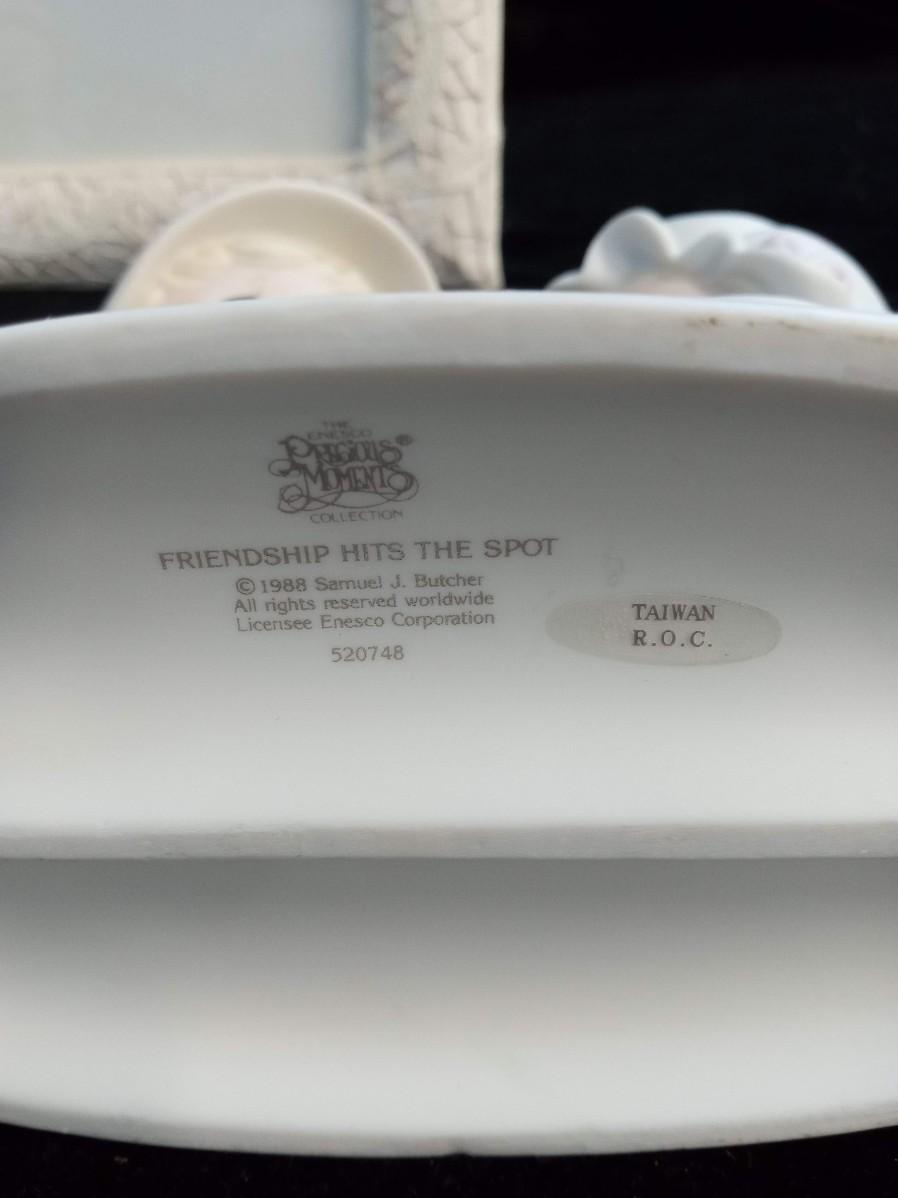 THE
ENESCO
PRECIOUS®
MOMENTS
COLLECTION
FRIENDSHIP HITS THE SPOT
© 1988 Samuel J. Butcher
All rights reserved worldwide
Licensee Enesco Corporation
520748
TAIWAN
R.O.C.